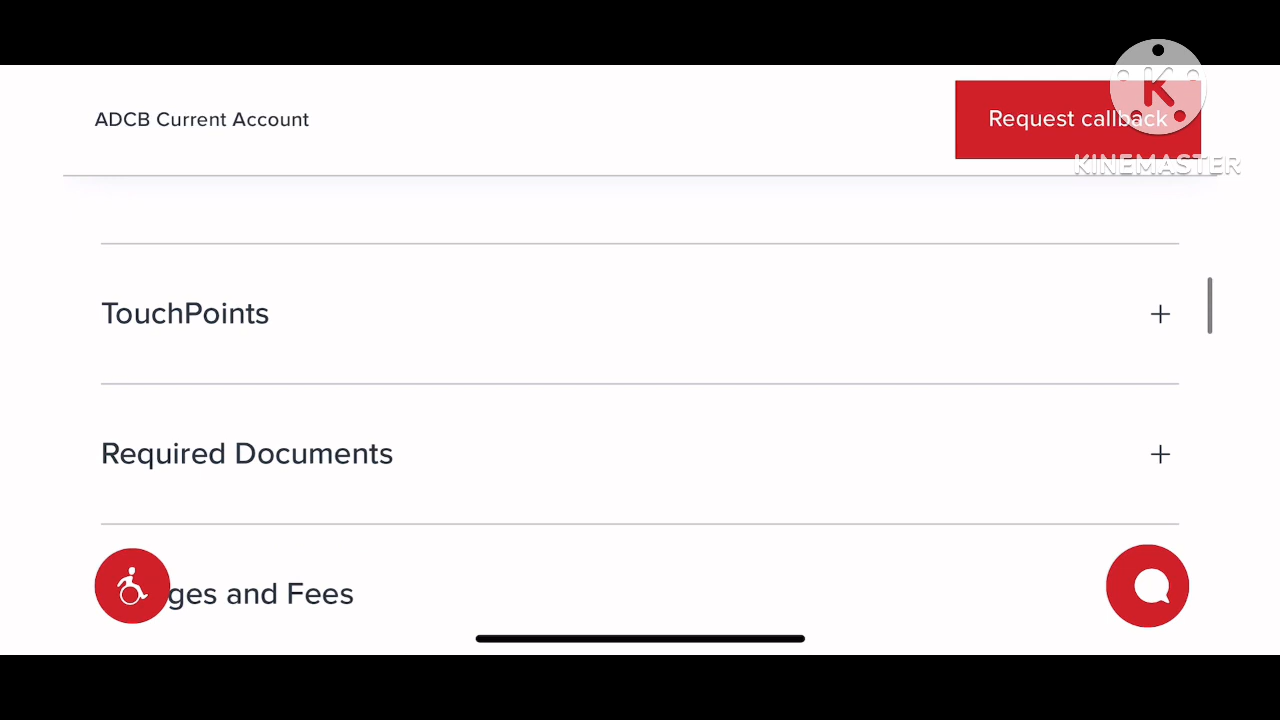 ADCB Current Account
Request callback
KINEMASTER
TouchPoints
+
Required Documents
+
ges and Fees